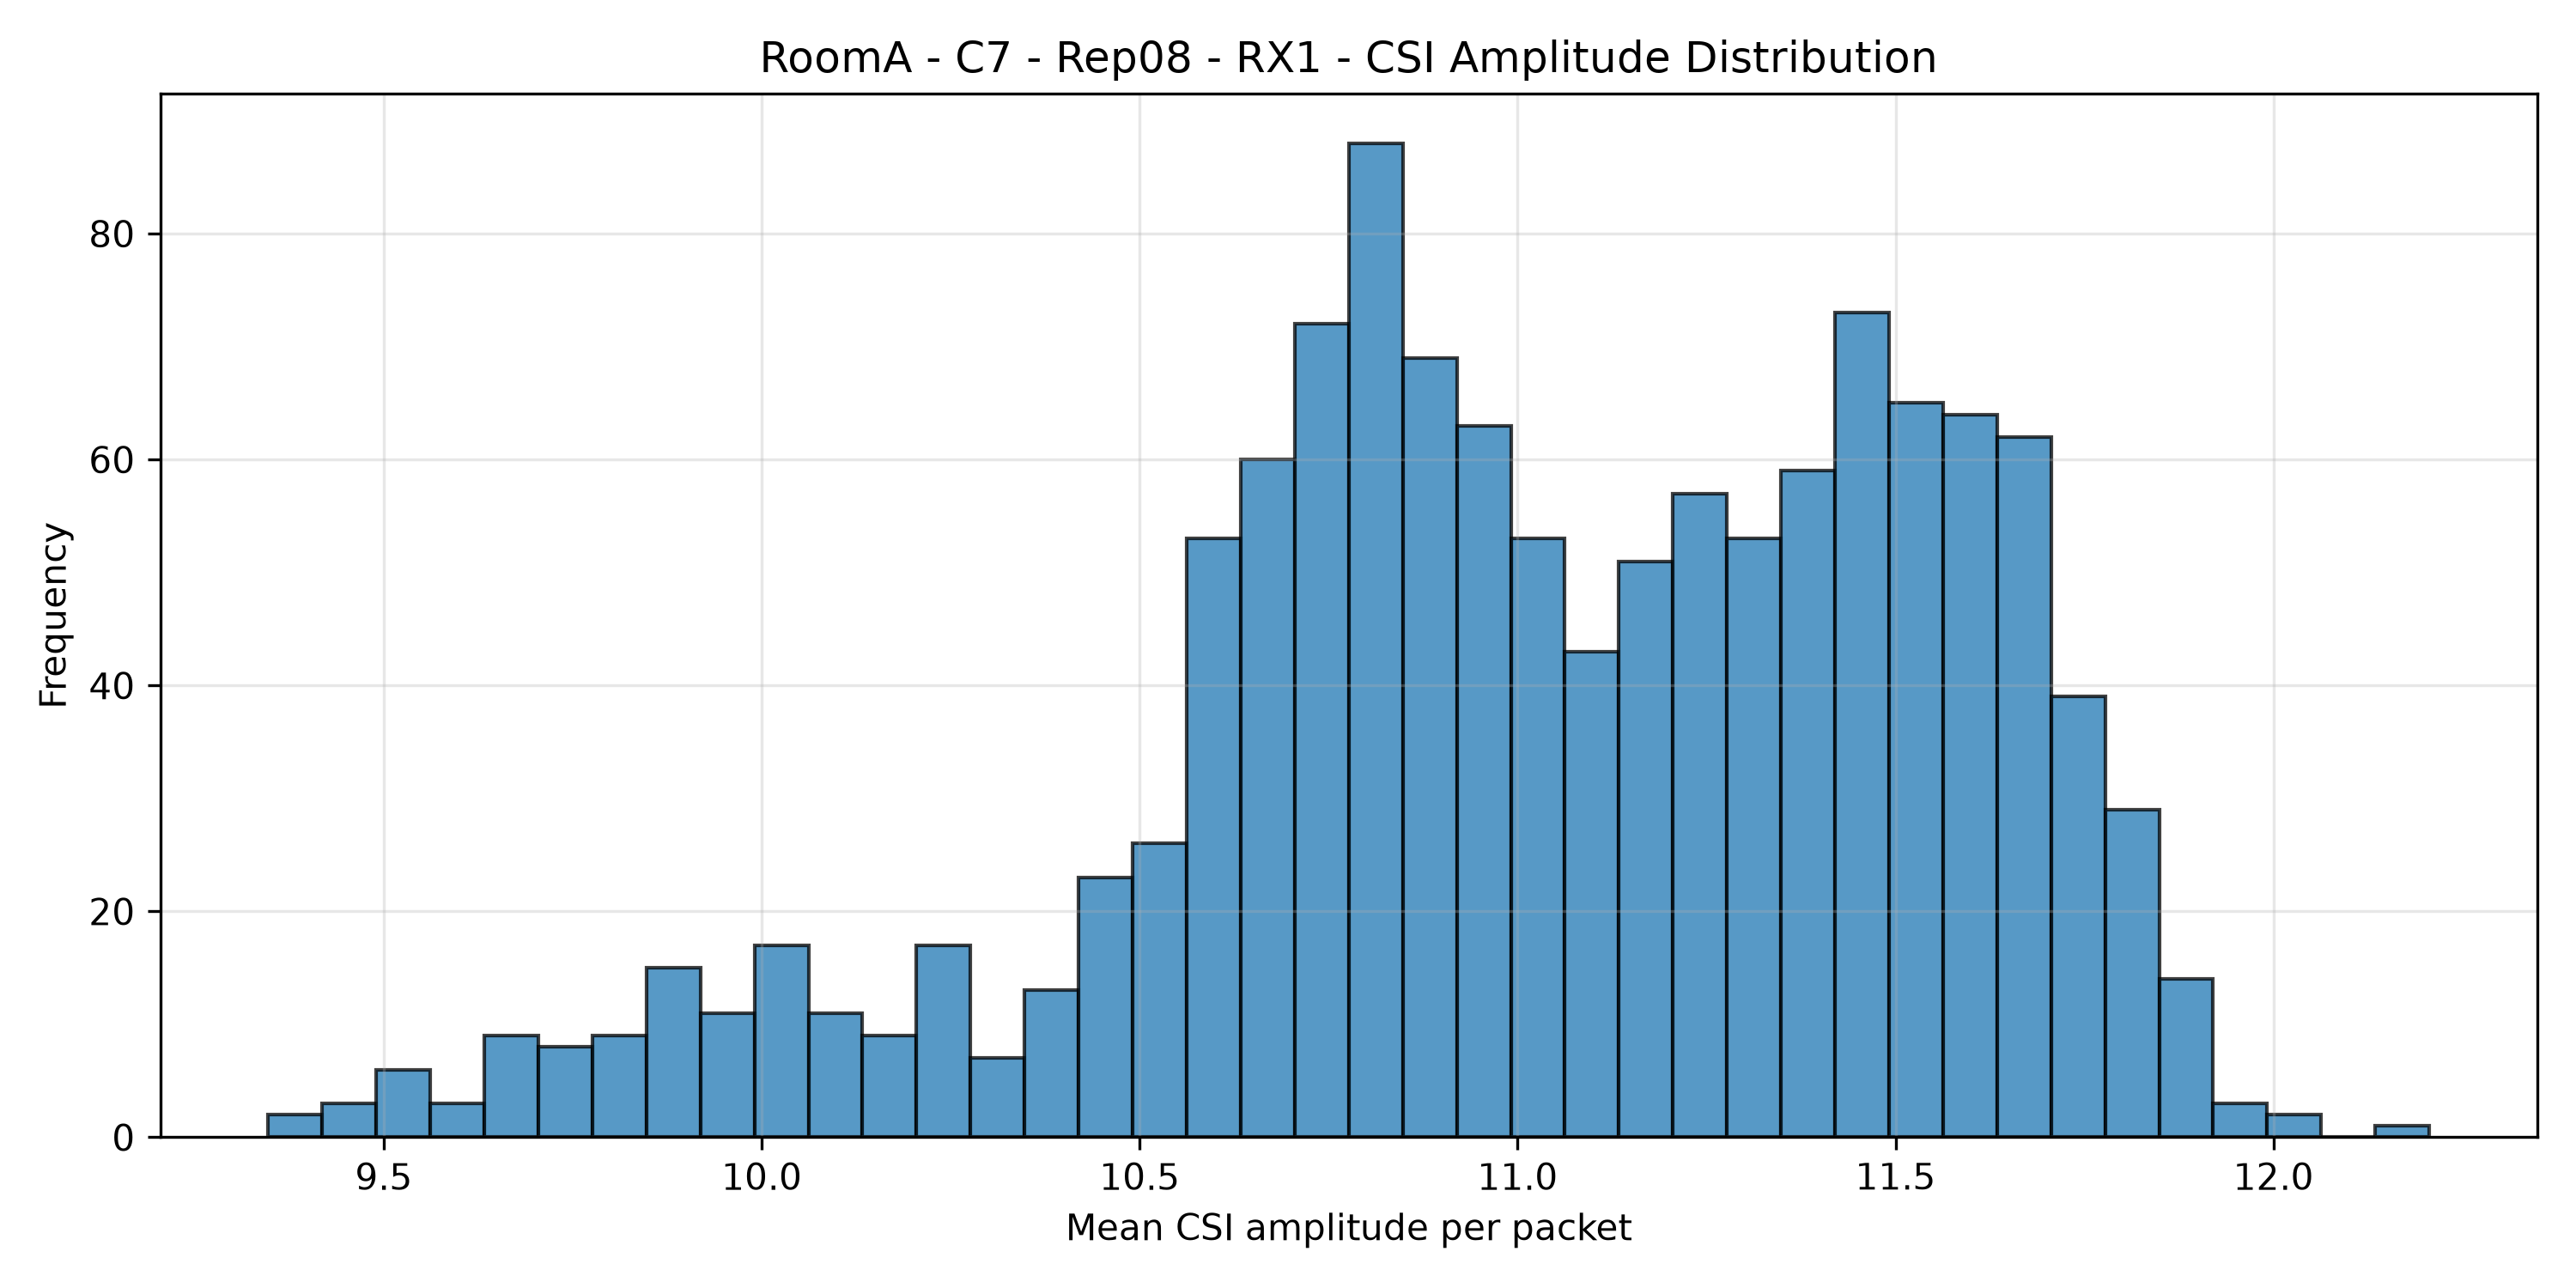 RoomA - C7 - Rep08 - RX1 - CSI Amplitude Distribution
Frequency
80
60
40
20
0
9.5 10.0 10.5 11.0 11.5 12.0
Mean CSI amplitude per packet